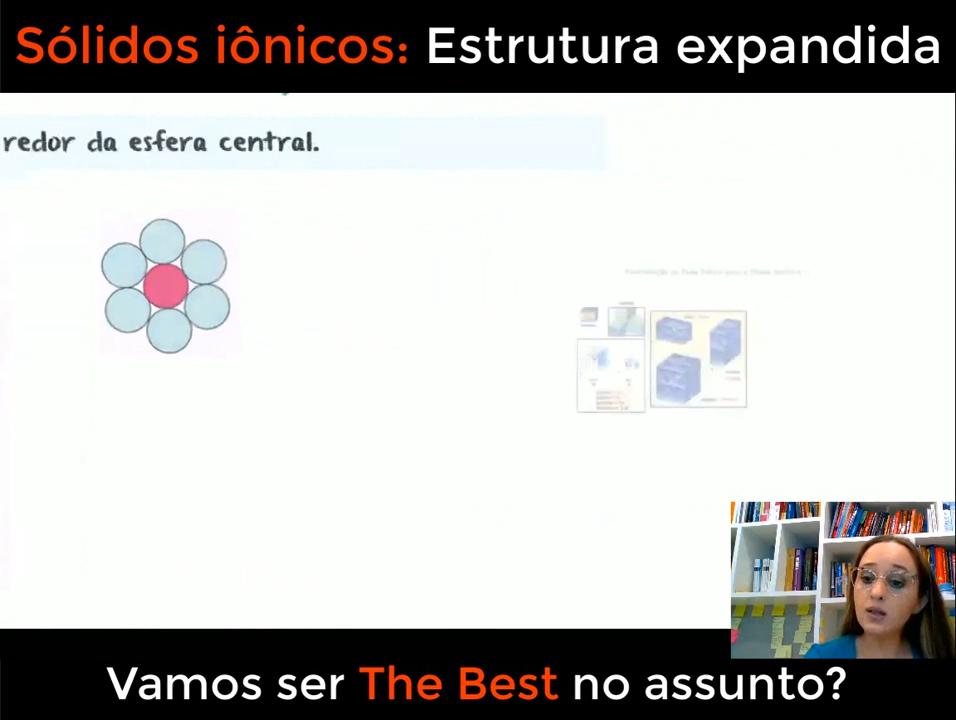 Sólidos iônicos: Estrutura expandida
redor da esfera central.
Vamos ser The Best no assunto?